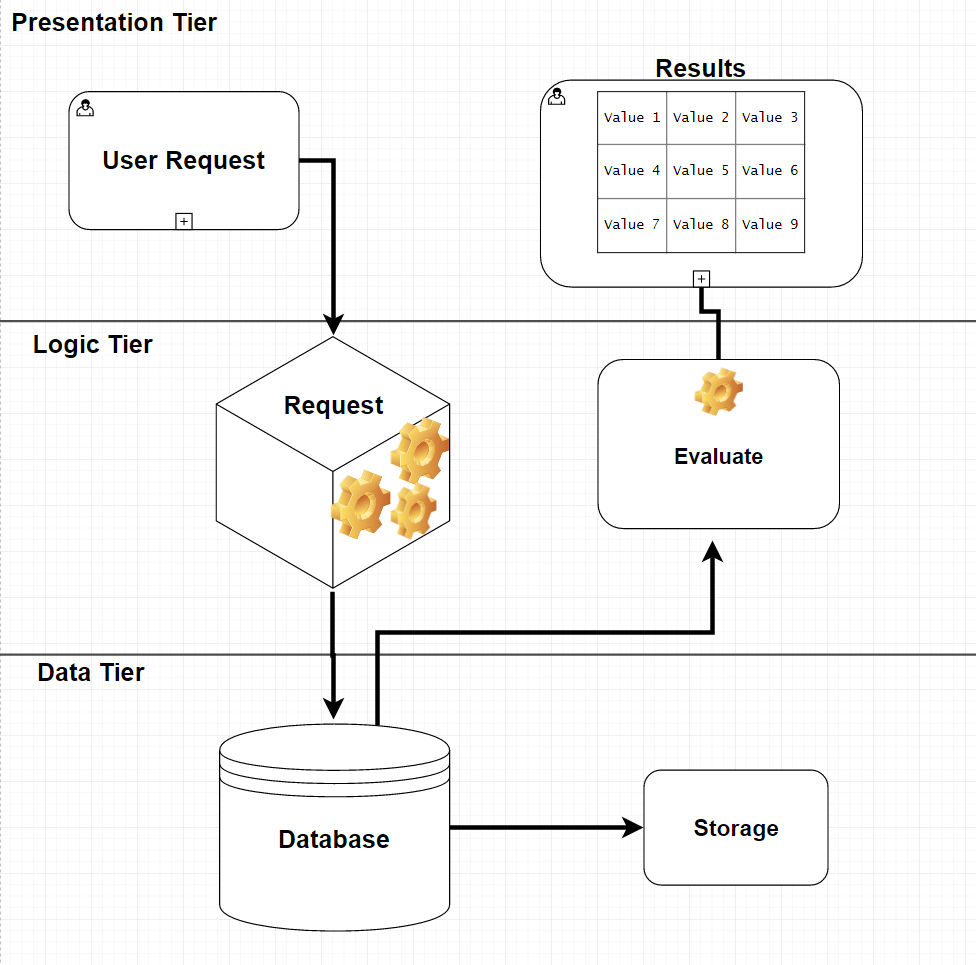 Presentation Tier
User Request
Results
Value 1 Value 2 Value 3
Value 4 Value 5 Value 6
Value 7 Value 8 Value 9
Logic Tier
Request
Evaluate
Data Tier
Database
Storage